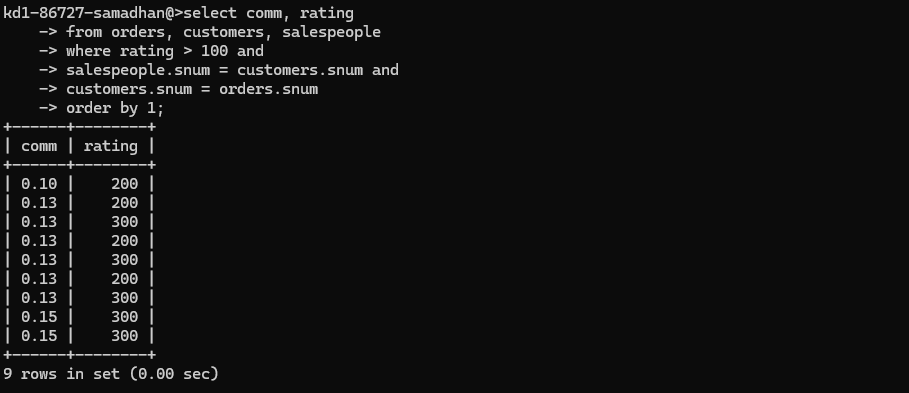 kd1-86727-samadhan@>select comm, rating
    -> from orders, customers, salespeople
    -> where rating > 100 and
    -> salespeople.snum = customers.snum and
    -> customers.snum = orders.snum
    -> order by 1;
+------+--------+
| comm | rating |
+------+--------+
| 0.10 |    200 |
| 0.13 |    200 |
| 0.13 |    300 |
| 0.13 |    200 |
| 0.13 |    300 |
| 0.13 |    200 |
| 0.13 |    300 |
| 0.15 |    300 |
| 0.15 |    300 |
+------+--------+
9 rows in set (0.00 sec)